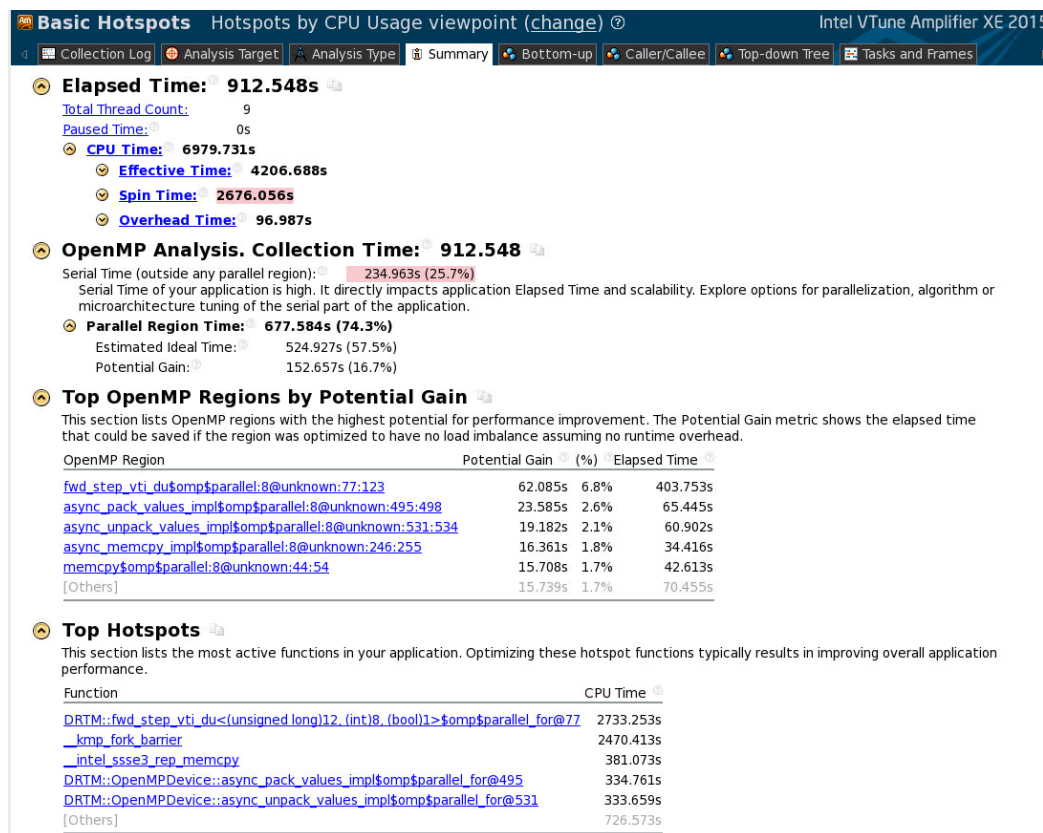 Basic Hotspots Hotspots by CPU Usage viewpoint (change) Intel VTune Amplifier XE 2015
Collection Log Analysis Target Analysis Type Summary Bottom-up Caller/Callee Top-down Tree Tasks and Frames
Elapsed Time: 912.548s
Total Thread Count: 9
Paused Time: 0s
CPU Time: 6979.731s
Effective Time: 4206.688s
Spin Time: 2676.056s
Overhead Time: 96.987s
OpenMP Analysis. Collection Time: 912.548
Serial Time (outside any parallel region): 234.963s (25.7%)
Serial Time of your application is high. It directly impacts application Elapsed Time and scalability. Explore options for parallelization, algorithm or
microarchitecture tuning of the serial part of the application.
Parallel Region Time: 677.584s (74.3%)
Estimated Ideal Time: 524.927s (57.5%)
Potential Gain: 152.657s (16.7%)
Top OpenMP Regions by Potential Gain
This section lists OpenMP regions with the highest potential for performance improvement. The Potential Gain metric shows the elapsed time
that could be saved if the region was optimized to have no load imbalance assuming no runtime overhead.
OpenMP Region Potential Gain (%) Elapsed Time
fwd_step_vti_du$omp$parallel:8@unknown:77:123 62.085s 6.8% 403.753s
async_pack_values_impl$omp$parallel:8@unknown:495:498 23.585s 2.6% 65.445s
async_unpack_values_impl$omp$parallel:8@unknown:531:534 19.182s 2.1% 60.902s
async_memcpy_impl$omp$parallel:8@unknown:246:255 16.361s 1.8% 34.416s
memcpy$omp$parallel:8@unknown:44:54 15.708s 1.7% 42.613s
[Others] 15.739s 1.7% 70.455s
Top Hotspots
This section lists the most active functions in your application. Optimizing these hotspot functions typically results in improving overall application
performance.
Function CPU Time
DRTM::fwd_step_vti_du<(unsigned long)12, (int)8, (bool)1>$omp$parallel_for@77 2733.253s
__kmp_fork_barrier 2470.413s
__intel_ssse3_rep_memcpy 381.073s
DRTM::OpenMPDevice::async_pack_values_impl$omp$parallel_for@495 334.761s
DRTM::OpenMPDevice::async_unpack_values_impl$omp$parallel_for@531 333.659s
[Others] 726.573s